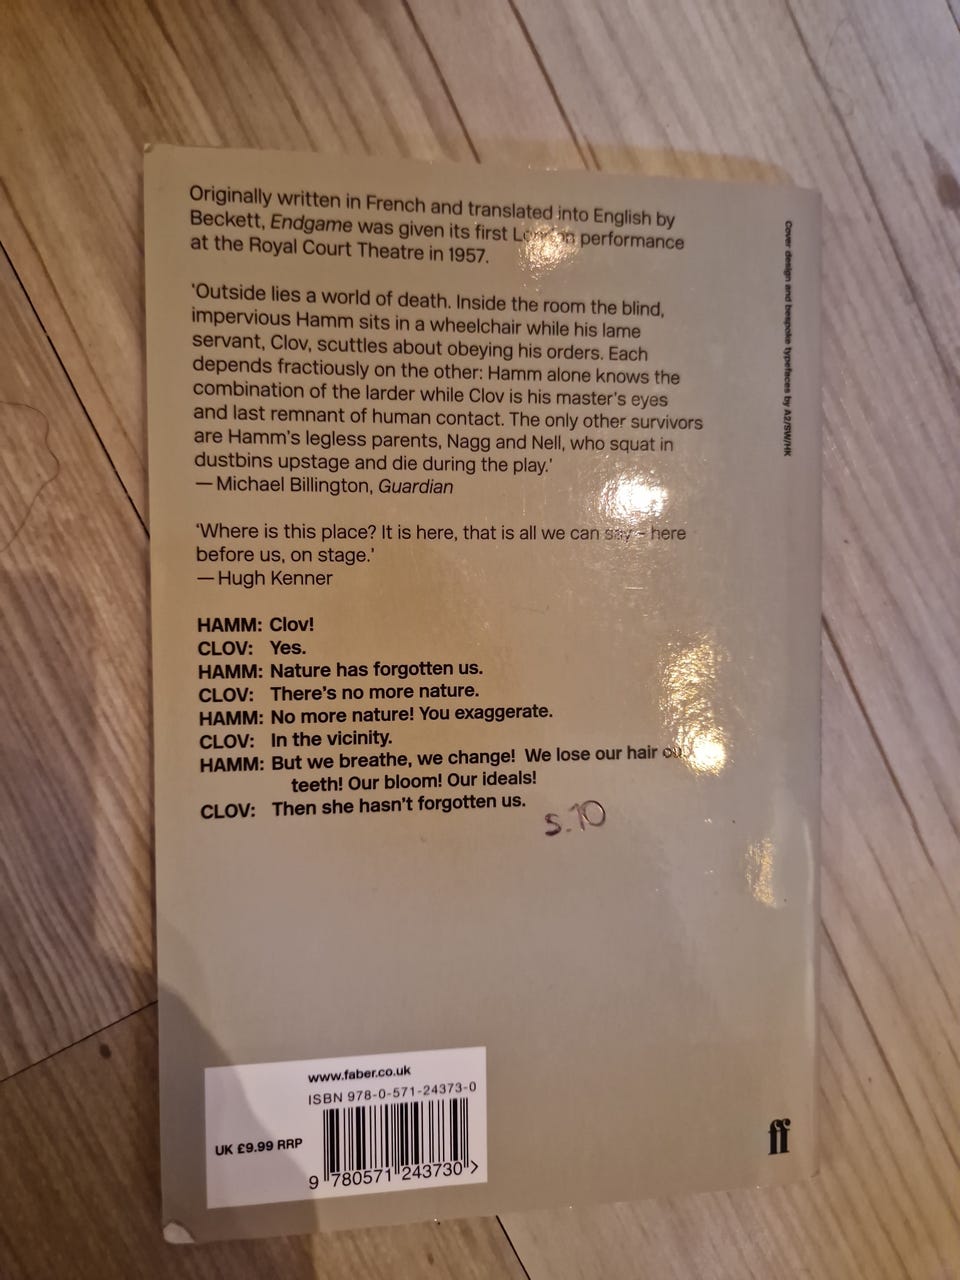 Originally written in French and translated into English by
Beckett, Endgame was given its first London performance
at the Royal Court Theatre in 1957.
'Outside lies a world of death. Inside the room the blind,
impervious Hamm sits in a wheelchair while his lame
servant, Clov, scuttles about obeying his orders. Each
depends fractiously on the other: Hamm alone knows the
combination of the larder while Clov is his master's eyes
and last remnant of human contact. The only other survivors
are Hamm's legless parents, Nagg and Nell, who squat in
dustbins upstage and die during the play.'
— Michael Billington, Guardian
'Where is this place? It is here, that is all we can say – here
before us, on stage.'
— Hugh Kenner
HAMM: Clov!
CLOV: Yes.
HAMM: Nature has forgotten us.
CLOV: There's no more nature.
HAMM: No more nature! You exaggerate.
CLOV: In the vicinity.
HAMM: But we breathe, we change! We lose our hair our
teeth! Our bloom! Our ideals!
CLOV: Then she hasn't forgotten us.
s.10
Cover design and bespoke typefaces by A2/SW/HK
www.faber.co.uk
ISBN 978-0-571-24373-0
UK £9.99 RRP
9 780571 243730 >
ff